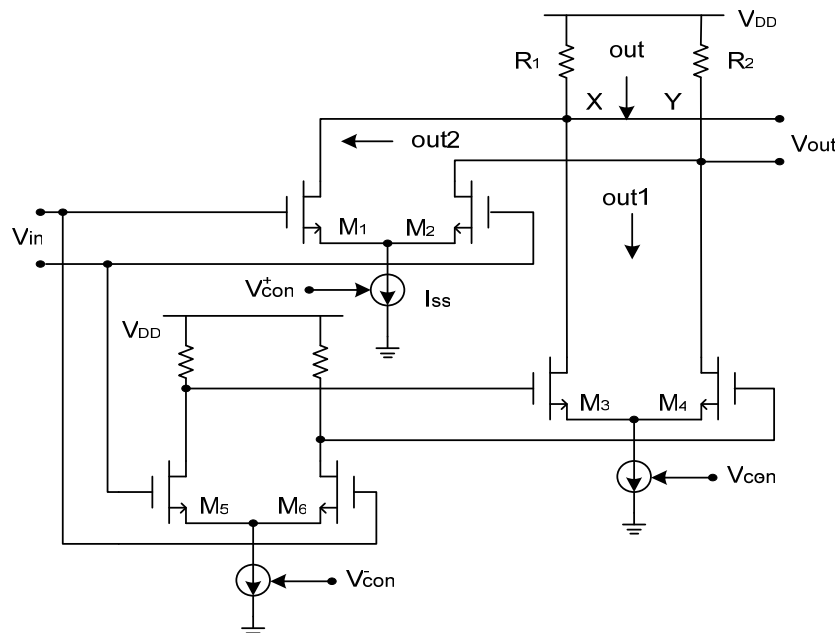 VDD
R1 out R2
X Y
out2 Vout
M1 M2 out1
Vin
V+con Iss
VDD
M3 M4
Vcon
M5 M6
V-con